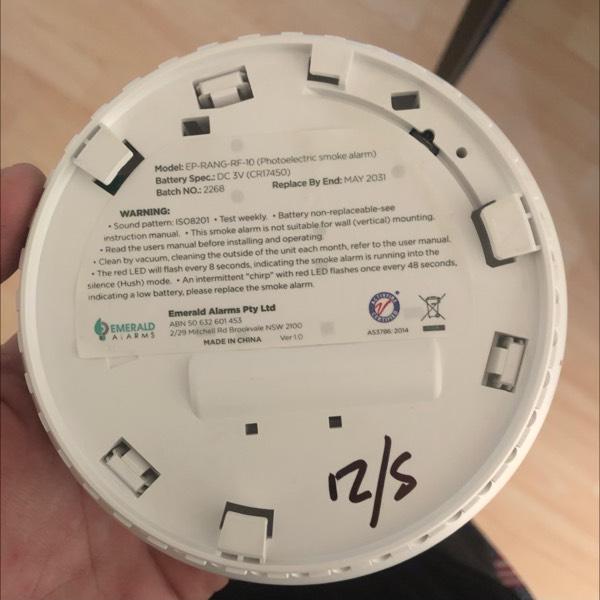 Model: EP-RANG-RF-10 (Photoelectric smoke alarm)
Battery Spec.: DC 3V (CR17450)
Batch NO.: 2268 Replace By End: MAY 2031
WARNING:
• Sound pattern: ISO8201 • Test weekly. • Battery non-replaceable-see
instruction manual. • This smoke alarm is not suitable for wall (vertical) mounting.
• Read the users manual before installing and operating.
• Clean by vacuum, cleaning the outside of the unit each month, refer to the user manual.
• The red LED will flash every 8 seconds, indicating the smoke alarm is running into the
silence (Hush) mode. • An intermittent "chirp" with red LED flashes once every 48 seconds,
indicating a low battery, please replace the smoke alarm.
EMERALD
ALARMS
Emerald Alarms Pty Ltd
ABN 50 632 601 453
2/29 Mitchell Rd Brookvale NSW 2100
MADE IN CHINA Ver 1.0
ACTIVFIRE
CERTIFIED
AS3786: 2014
12/5